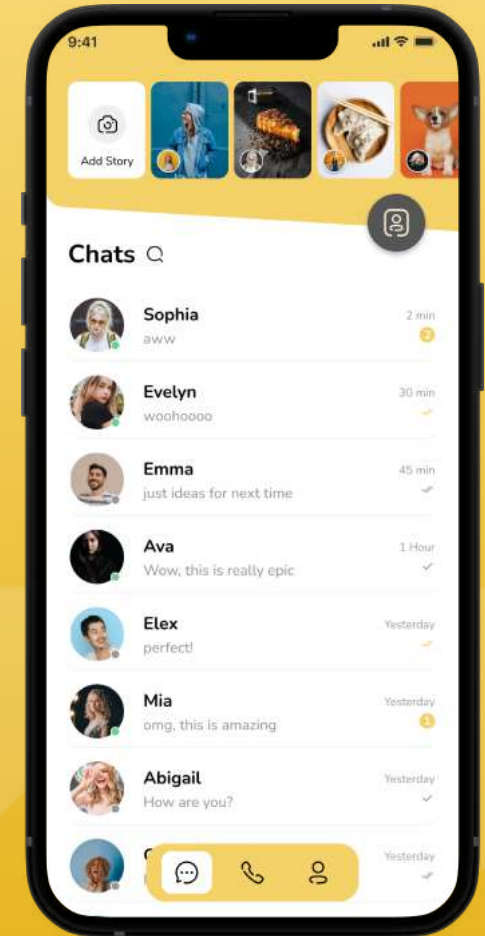 9:41
Add Story
Chats
Sophia 2 min
aww 2
Evelyn 30 min
woohoooo
Emma 45 min
just ideas for next time
Ava 1 Hour
Wow, this is really epic
Elex Yesterday
perfect!
Mia Yesterday
omg, this is amazing 1
Abigail Yesterday
How are you?
Yesterday